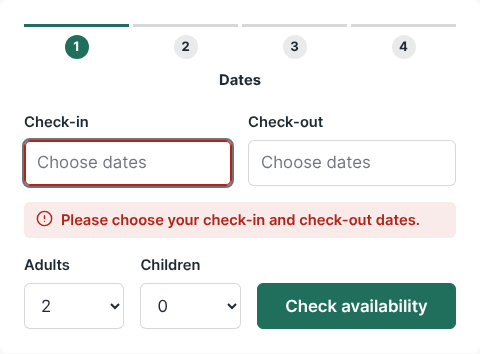 1 2 3 4
Dates
Check-in Check-out
Choose dates Choose dates
Please choose your check-in and check-out dates.
Adults Children
2 0 Check availability